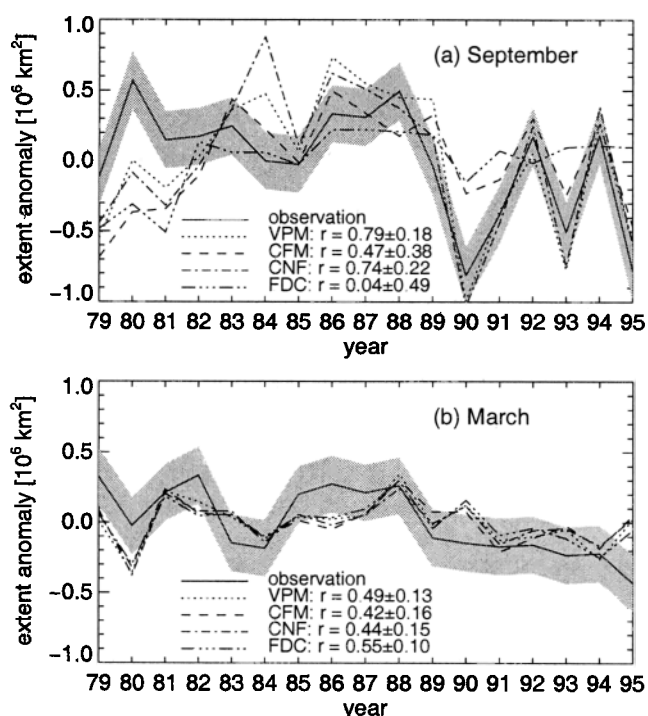 (a) September
extent anomaly [10⁶ km²]
1.0
0.5
0.0
-0.5
-1.0
observation
VPM: r = 0.79±0.18
CFM: r = 0.47±0.38
CNF: r = 0.74±0.22
FDC: r = 0.04±0.49
79 80 81 82 83 84 85 86 87 88 89 90 91 92 93 94 95
year
(b) March
extent anomaly [10⁶ km²]
1.0
0.5
0.0
-0.5
-1.0
observation
VPM: r = 0.49±0.13
CFM: r = 0.42±0.16
CNF: r = 0.44±0.15
FDC: r = 0.55±0.10
79 80 81 82 83 84 85 86 87 88 89 90 91 92 93 94 95
year